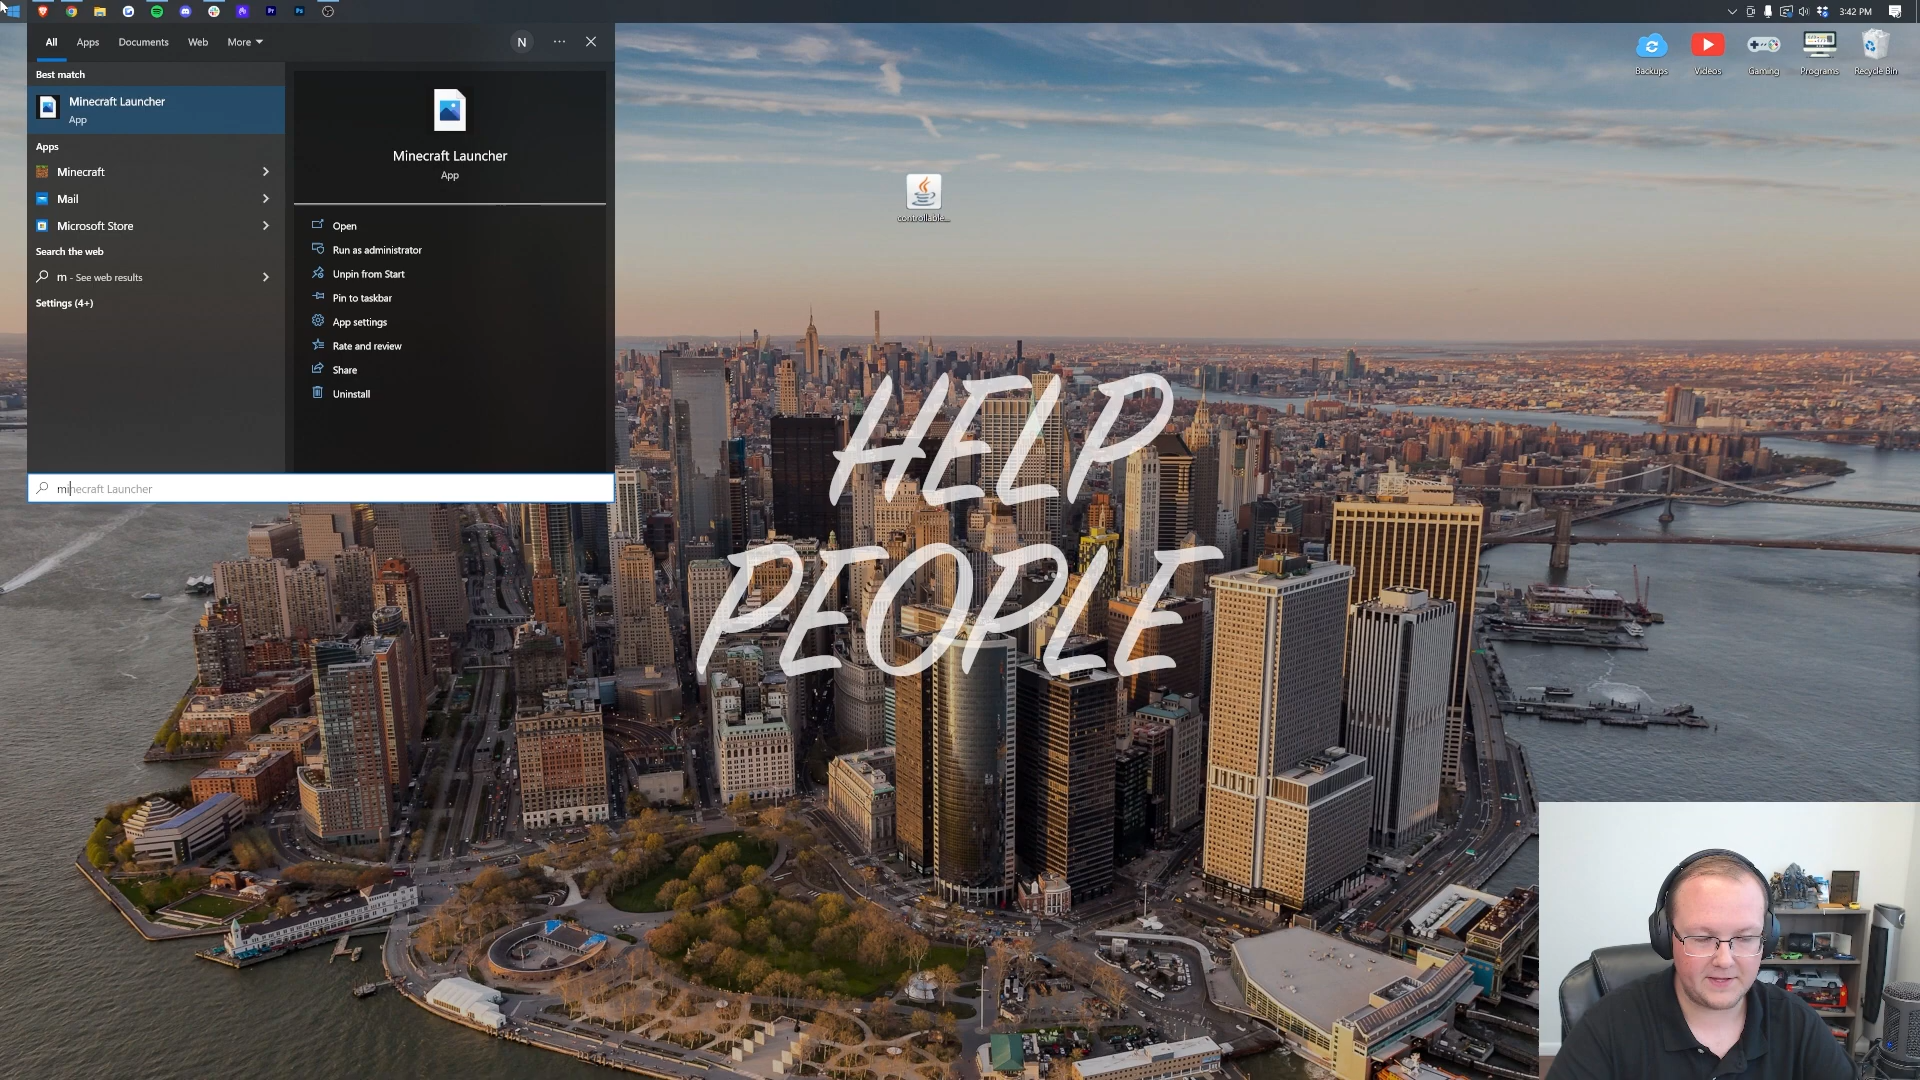 3:42 PM
All Apps Documents Web More N
Best match
Minecraft Launcher
App
Apps
Minecraft
Mail
Microsoft Store
Search the web
m - See web results
Settings (4+)
Minecraft Launcher
App
Open
Run as administrator
Unpin from Start
Pin to taskbar
App settings
Rate and review
Share
Uninstall
minecraft Launcher
Backups Videos Gaming Programs Recycle Bin
controllable...
HELP
PEOPLE